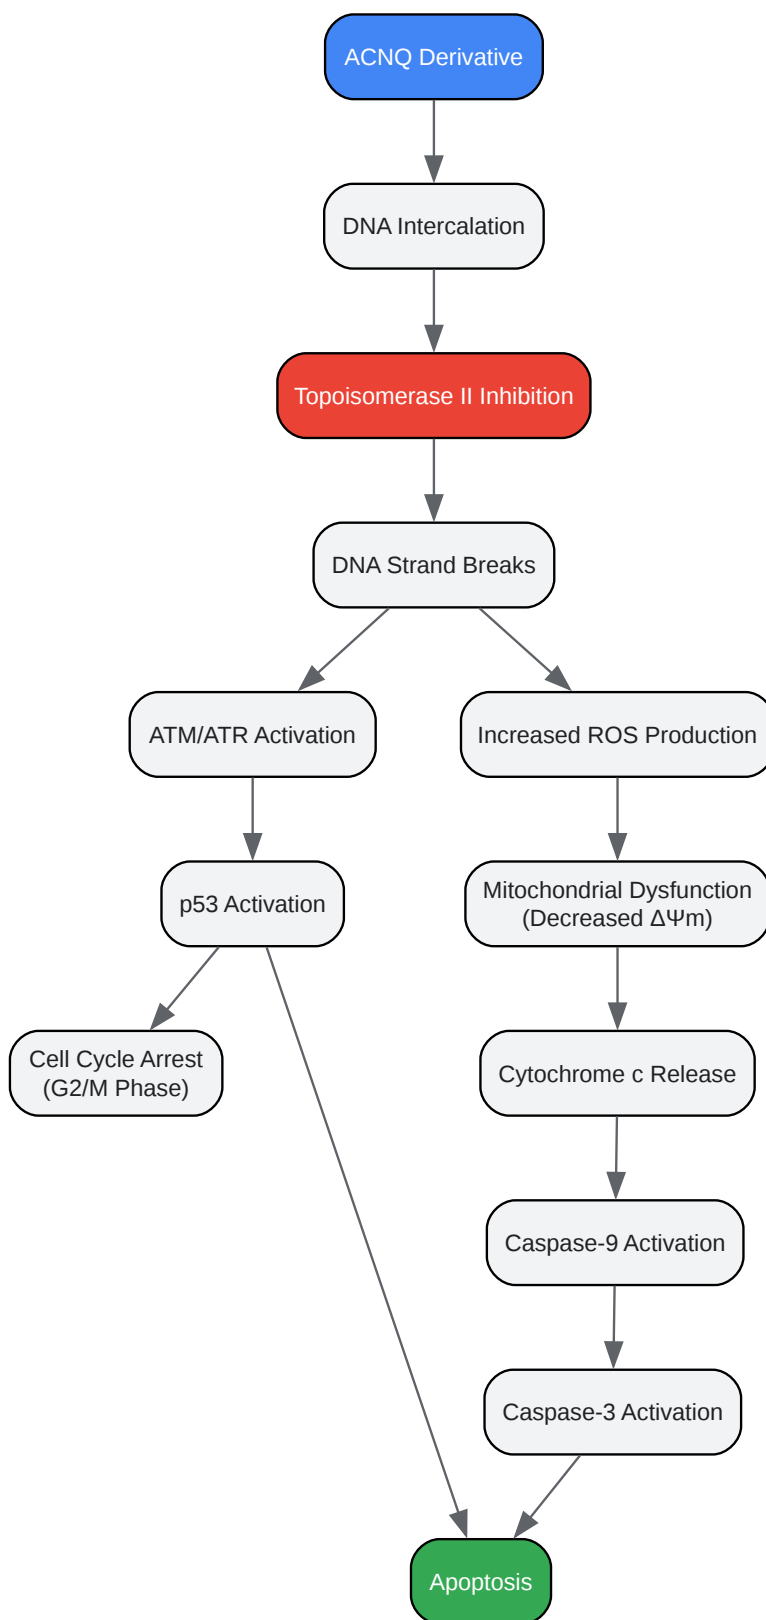 ACNQ Derivative
DNA Intercalation
Topoisomerase II Inhibition
DNA Strand Breaks
ATM/ATR Activation
Increased ROS Production
p53 Activation
Mitochondrial Dysfunction
(Decreased ΔΨm)
Cell Cycle Arrest
(G2/M Phase)
Cytochrome c Release
Caspase-9 Activation
Caspase-3 Activation
Apoptosis